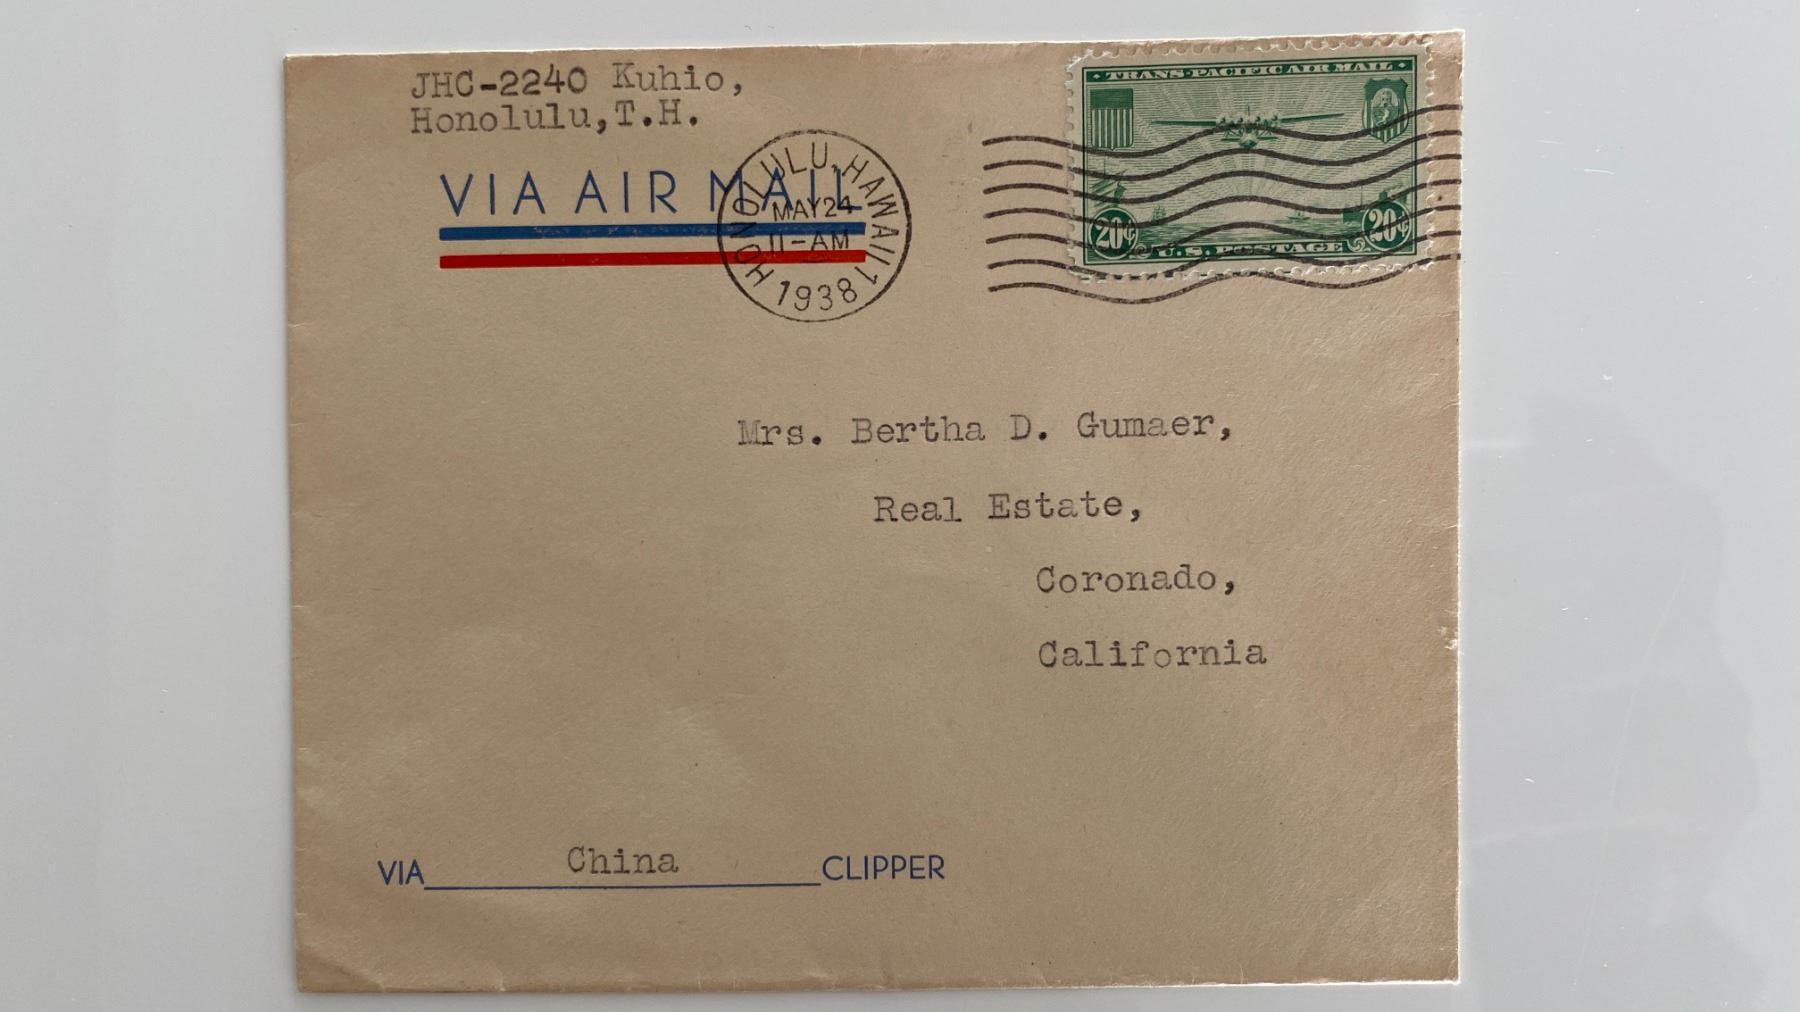 JHC-2240 Kuhio,
Honolulu,T.H.
VIA AIR MAIL
HONOLULU, HAWAII 1
MAY 24
11-AM
1938
TRANS-PACIFIC AIR MAIL
20¢ 20¢
U.S. POSTAGE
Mrs. Bertha D. Gumaer,
Real Estate,
Coronado,
California
VIA China CLIPPER